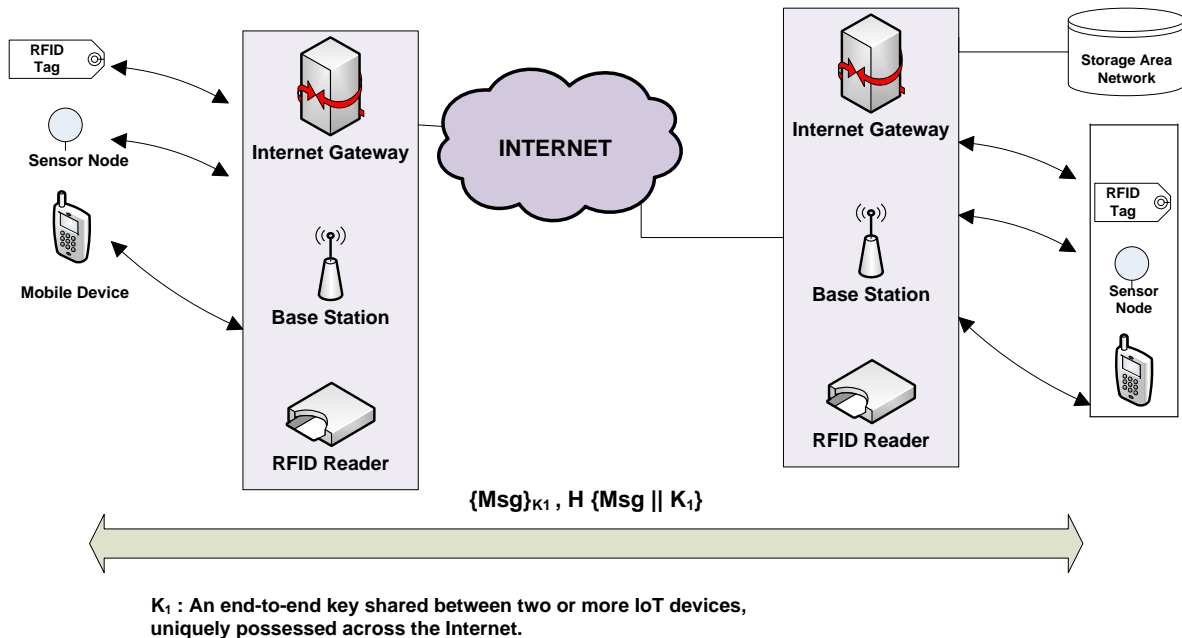 RFID
Tag
Sensor Node
Mobile Device
Internet Gateway
Base Station
RFID Reader
INTERNET
Internet Gateway
Base Station
RFID Reader
Storage Area
Network
RFID
Tag
Sensor
Node
{Msg}K1 , H {Msg || K1}
K1 : An end-to-end key shared between two or more IoT devices,
uniquely possessed across the Internet.